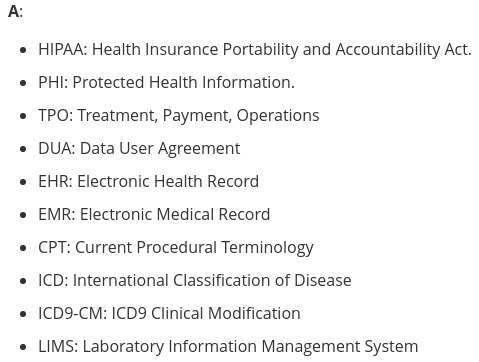 A:
• HIPAA: Health Insurance Portability and Accountability Act.
• PHI: Protected Health Information.
• TPO: Treatment, Payment, Operations
• DUA: Data User Agreement
• EHR: Electronic Health Record
• EMR: Electronic Medical Record
• CPT: Current Procedural Terminology
• ICD: International Classification of Disease
• ICD9-CM: ICD9 Clinical Modification
• LIMS: Laboratory Information Management System